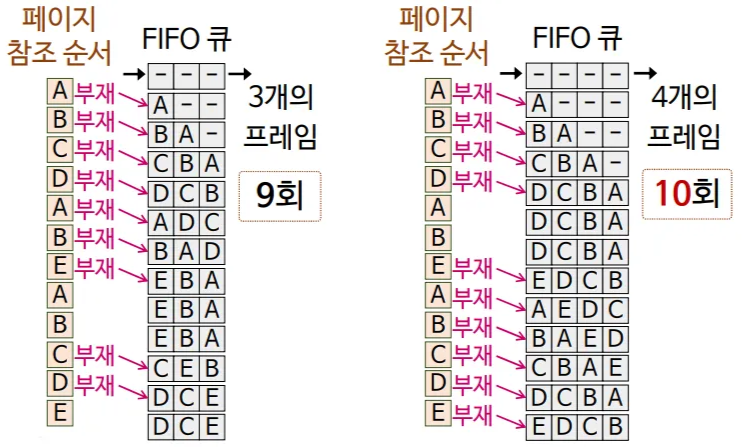 페이지
참조 순서
FIFO 큐
– – –
A 부재
A – –
B 부재
B A –
C 부재
C B A
D 부재
D C B
A 부재
A D C
B 부재
B A D
E 부재
E B A
A
E B A
B
E B A
C 부재
C E B
D 부재
D C E
E
D C E
3개의
프레임
9회
페이지
참조 순서
FIFO 큐
– – – –
A 부재
A – – –
B 부재
B A – –
C 부재
C B A –
D 부재
D C B A
A
D C B A
B
D C B A
E 부재
E D C B
A 부재
A E D C
B 부재
B A E D
C 부재
C B A E
D 부재
D C B A
E 부재
E D C B
4개의
프레임
10회